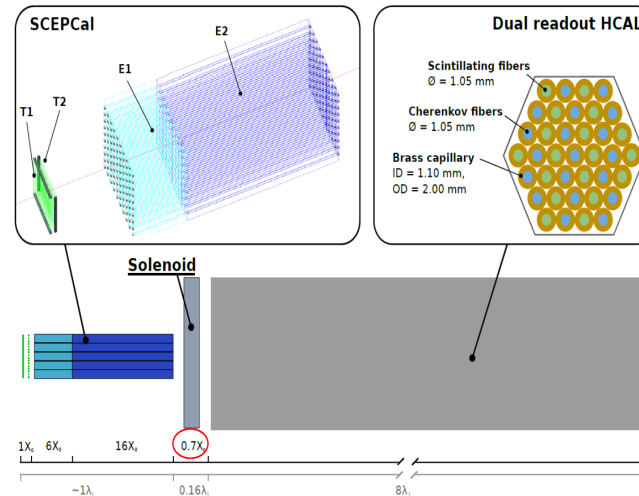 SCEPCal
E1
E2
T1
T2
Dual readout HCAL
Scintillating fibers
Ø = 1.05 mm
Cherenkov fibers
Ø = 1.05 mm
Brass capillary
ID = 1.10 mm,
OD = 2.00 mm
Solenoid
1X₀ 6X₀ 16X₀ 0.7X₀
~1λᵢ 0.16λᵢ 8λᵢ